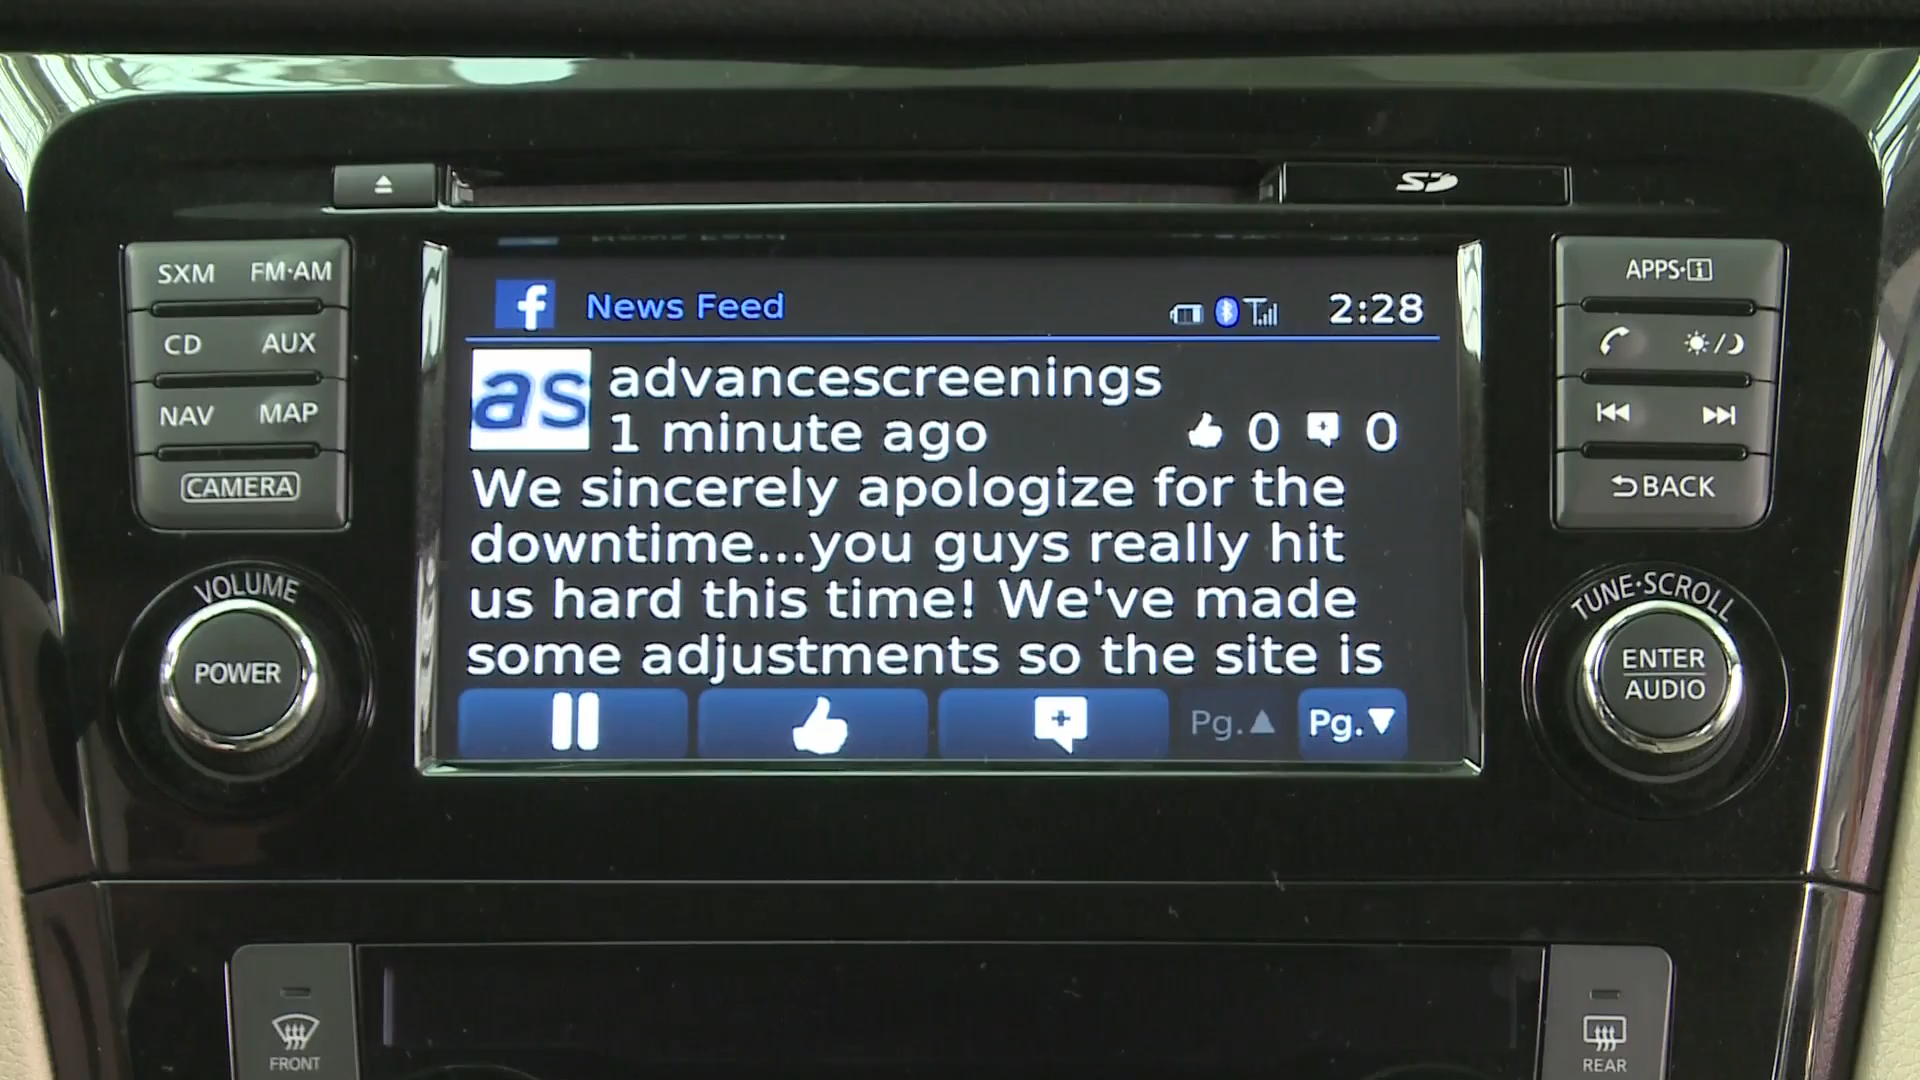 SD
SXM FM·AM
CD AUX
NAV MAP
CAMERA
VOLUME
POWER
f News Feed 2:28
as advancescreenings
1 minute ago 0 0
We sincerely apologize for the
downtime...you guys really hit
us hard this time! We've made
some adjustments so the site is
Pg.▲ Pg.▼
APPS·i
BACK
TUNE·SCROLL
ENTER
AUDIO
FRONT
REAR